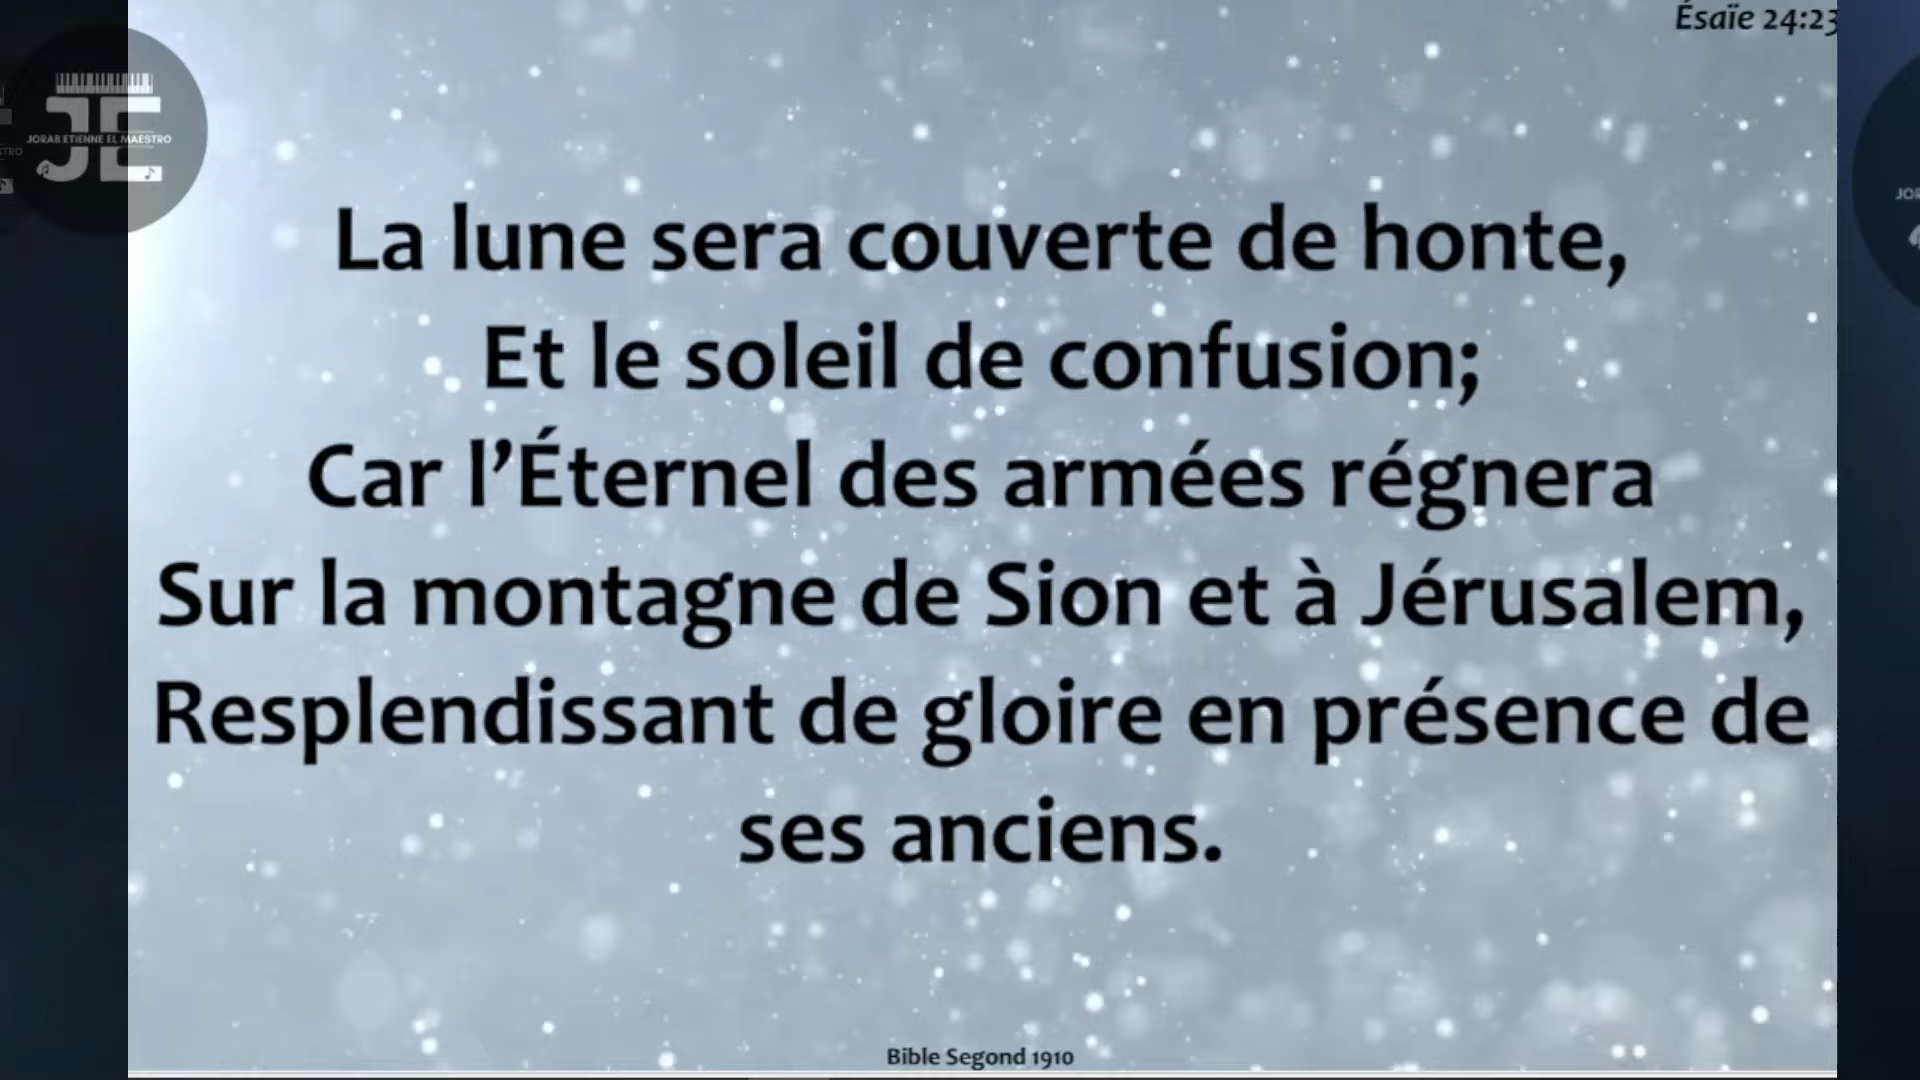 Ésaïe 24:23
JE
JORAB ETIENNE EL MAESTRO
La lune sera couverte de honte,
Et le soleil de confusion;
Car l’Éternel des armées régnera
Sur la montagne de Sion et à Jérusalem,
Resplendissant de gloire en présence de
ses anciens.
Bible Segond 1910